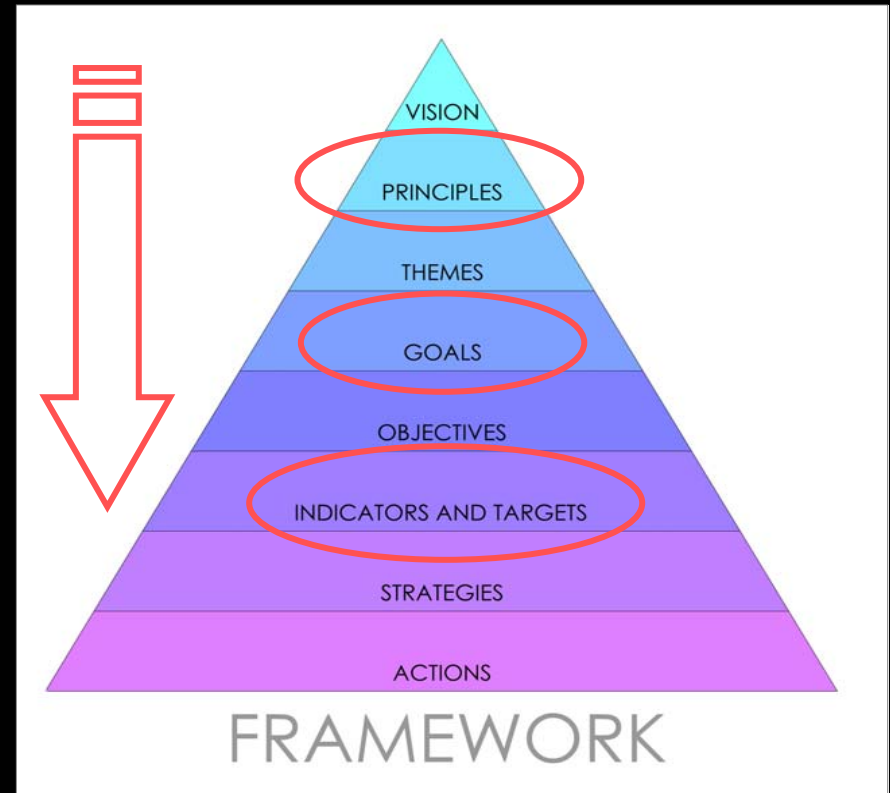 VISION
PRINCIPLES
THEMES
GOALS
OBJECTIVES
INDICATORS AND TARGETS
STRATEGIES
ACTIONS
FRAMEWORK